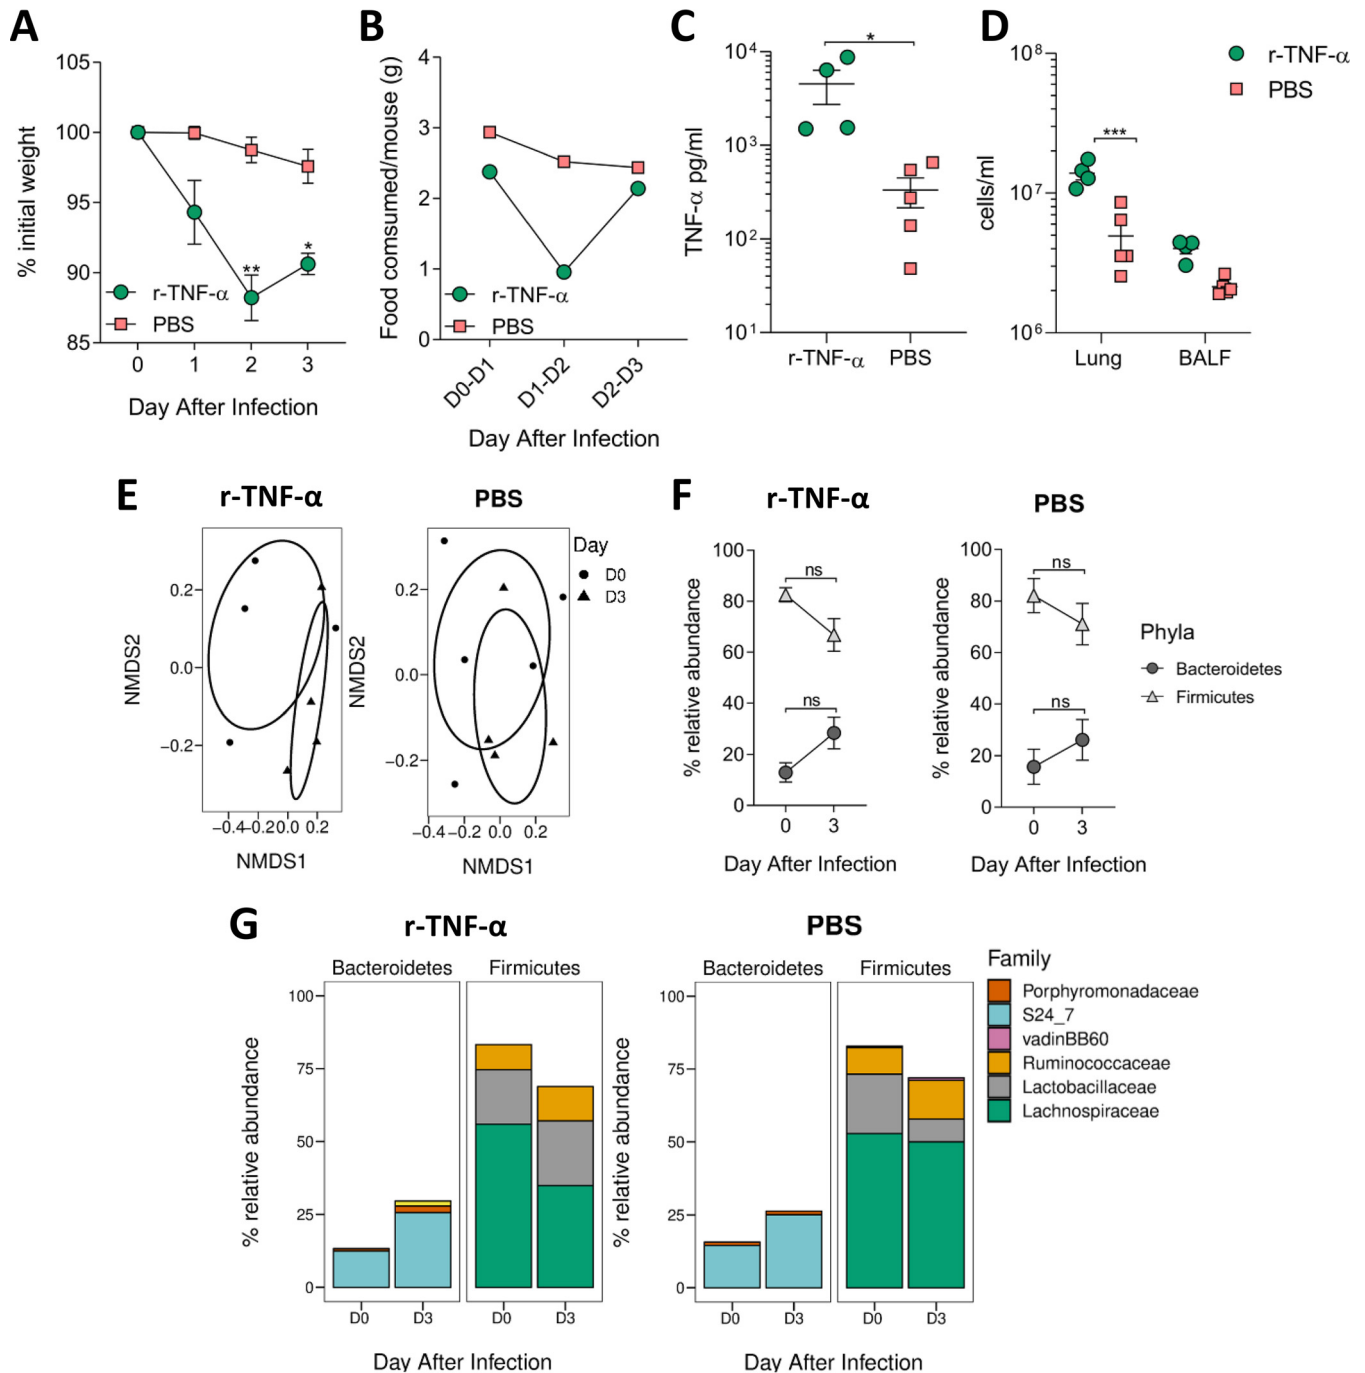 A
105
100
95
90
85
% initial weight
**
*
r-TNF-α
PBS
0 1 2 3
Day After Infection
B
4
3
2
1
0
Food comsumed/mouse (g)
r-TNF-α
PBS
D0-D1
D1-D2
D2-D3
Day After Infection
C
*
10⁴
10³
10²
10¹
TNF-α pg/ml
r-TNF-α PBS
D
10⁸
10⁷
10⁶
cells/ml
***
Lung BALF
r-TNF-α
PBS
E
r-TNF-α
0.2
0.0
−0.2
NMDS2
−0.4 −0.2 0.0 0.2
NMDS1
PBS
0.2
0.0
−0.2
NMDS2
−0.4 −0.2 0.0 0.2
NMDS1
Day
D0
D3
F
r-TNF-α
100
80
60
40
20
0
% relative abundance
ns
ns
0 3
Day After Infection
PBS
100
80
60
40
20
0
% relative abundance
ns
ns
0 3
Day After Infection
Phyla
Bacteroidetes
Firmicutes
G
r-TNF-α
Bacteroidetes Firmicutes
100
75
50
25
0
% relative abundance
D0 D3 D0 D3
Day After Infection
PBS
Bacteroidetes Firmicutes
100
75
50
25
0
% relative abundance
D0 D3 D0 D3
Day After Infection
Family
Porphyromonadaceae
S24_7
vadinBB60
Ruminococcaceae
Lactobacillaceae
Lachnospiraceae